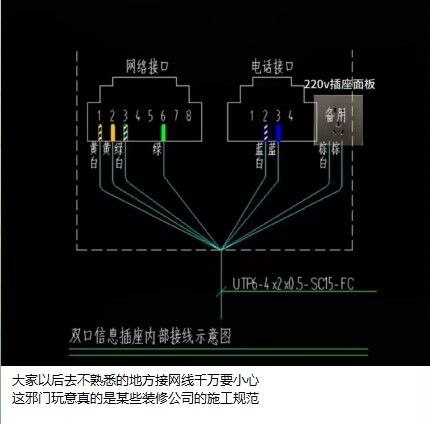 网络接口
电话接口
220v插座面板
1 2 3 4 5 6 7 8
1 2 3 4
备用
黄白 黄 绿白 绿
蓝白 蓝
棕白 棕
UTP6-4x2x0.5-SC15-FC
双口信息插座内部接线示意图
大家以后去不熟悉的地方接网线千万要小心
这邪门玩意真的是某些装修公司的施工规范